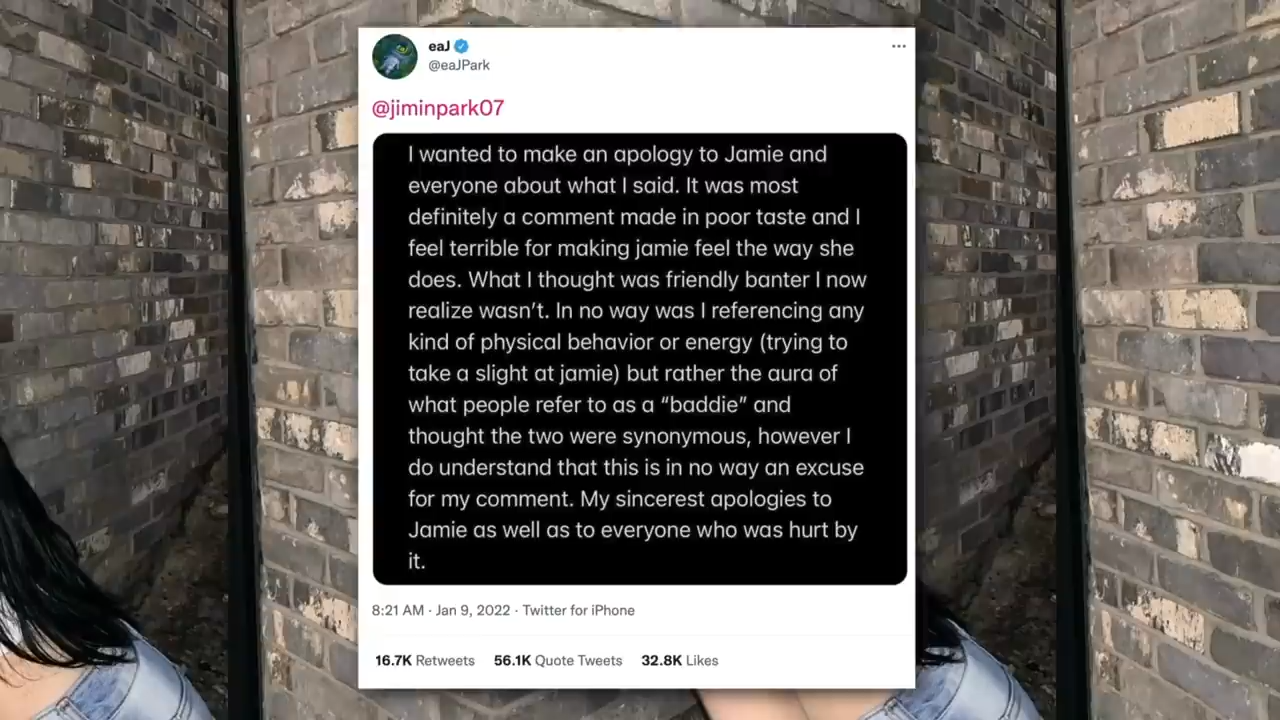 eaJ
@eaJPark
@jiminpark07
I wanted to make an apology to Jamie and
everyone about what I said. It was most
definitely a comment made in poor taste and I
feel terrible for making jamie feel the way she
does. What I thought was friendly banter I now
realize wasn’t. In no way was I referencing any
kind of physical behavior or energy (trying to
take a slight at jamie) but rather the aura of
what people refer to as a “baddie” and
thought the two were synonymous, however I
do understand that this is in no way an excuse
for my comment. My sincerest apologies to
Jamie as well as to everyone who was hurt by
it.
8:21 AM · Jan 9, 2022 · Twitter for iPhone
16.7K Retweets 56.1K Quote Tweets 32.8K Likes